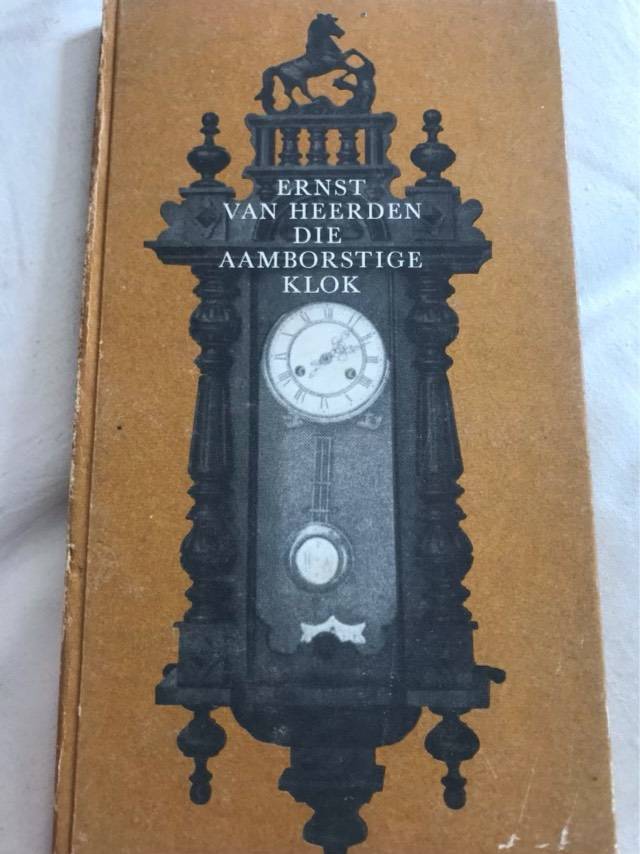 ERNST
VAN HEERDEN
DIE
AAMBORSTIGE
KLOK